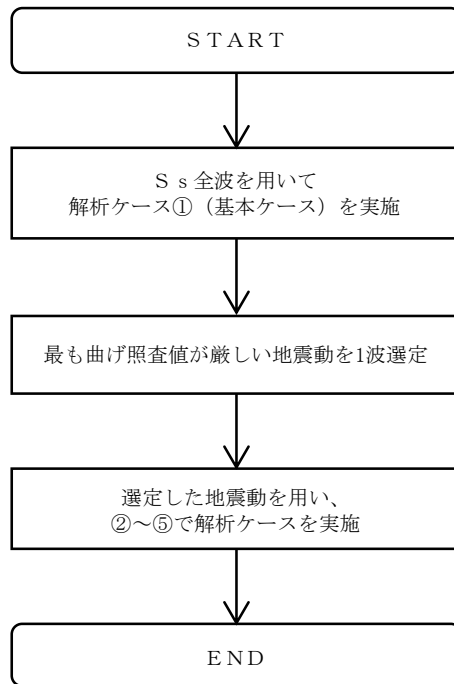 ＳＴＡＲＴ
Ｓｓ全波を用いて
解析ケース①（基本ケース）を実施
最も曲げ照査値が厳しい地震動を1波選定
選定した地震動を用い、
②～⑤で解析ケースを実施
ＥＮＤ